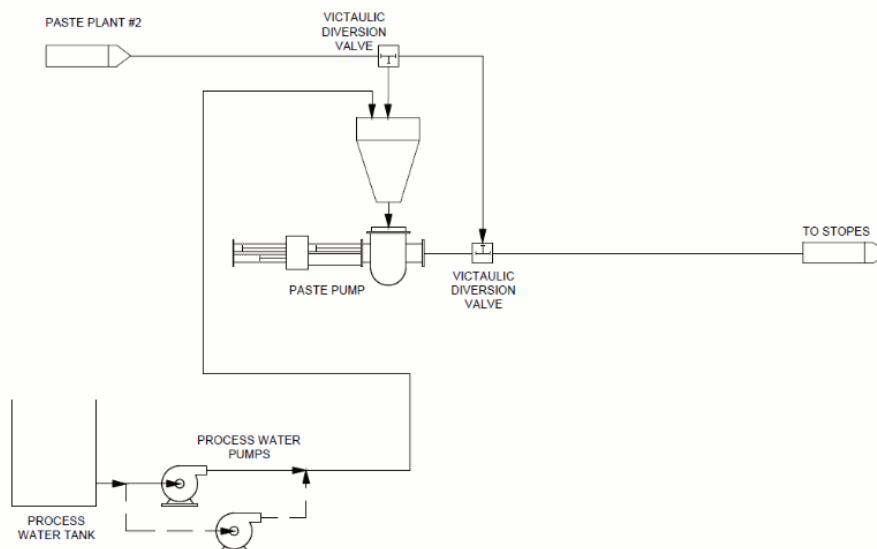 PASTE PLANT #2
VICTAULIC
DIVERSION
VALVE
TO STOPES
PASTE PUMP
VICTAULIC
DIVERSION
VALVE
PROCESS WATER
PUMPS
PROCESS
WATER TANK